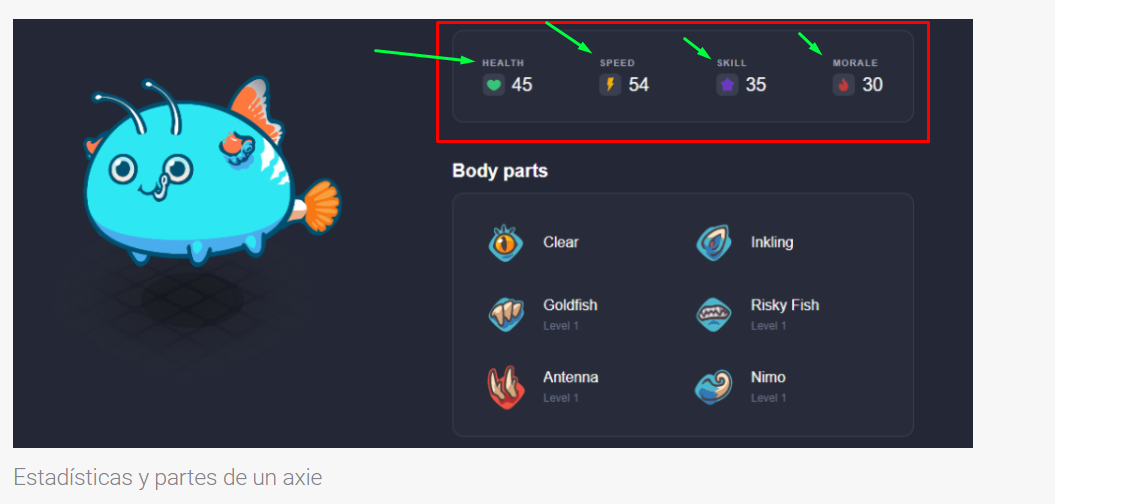 HEALTH SPEED SKILL MORALE
45 54 35 30
Body parts
Clear Inkling
Goldfish Risky Fish
Level 1 Level 1
Antenna Nimo
Level 1 Level 1
Estadísticas y partes de un axie